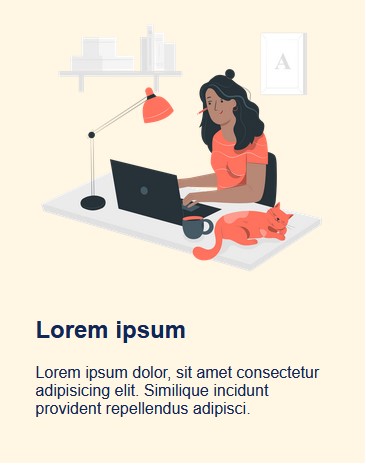 A
Lorem ipsum
Lorem ipsum dolor, sit amet consectetur
adipisicing elit. Similique incidunt
provident repellendus adipisci.